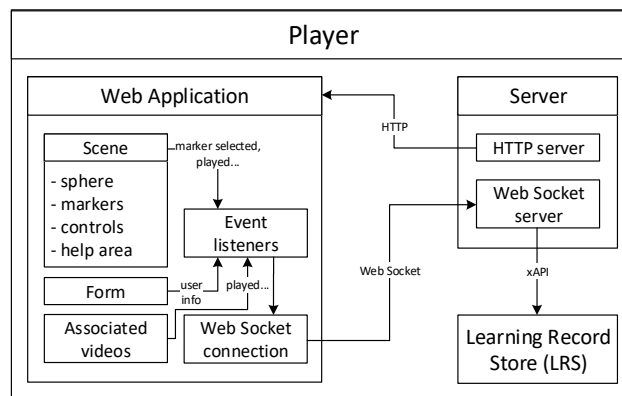 Player
Web Application
Scene
- sphere
- markers
- controls
- help area
marker selected,
played...
Event
listeners
Form
user
info
played...
Associated
videos
Web Socket
connection
HTTP
Web Socket
Server
HTTP server
Web Socket
server
xAPI
Learning Record
Store (LRS)